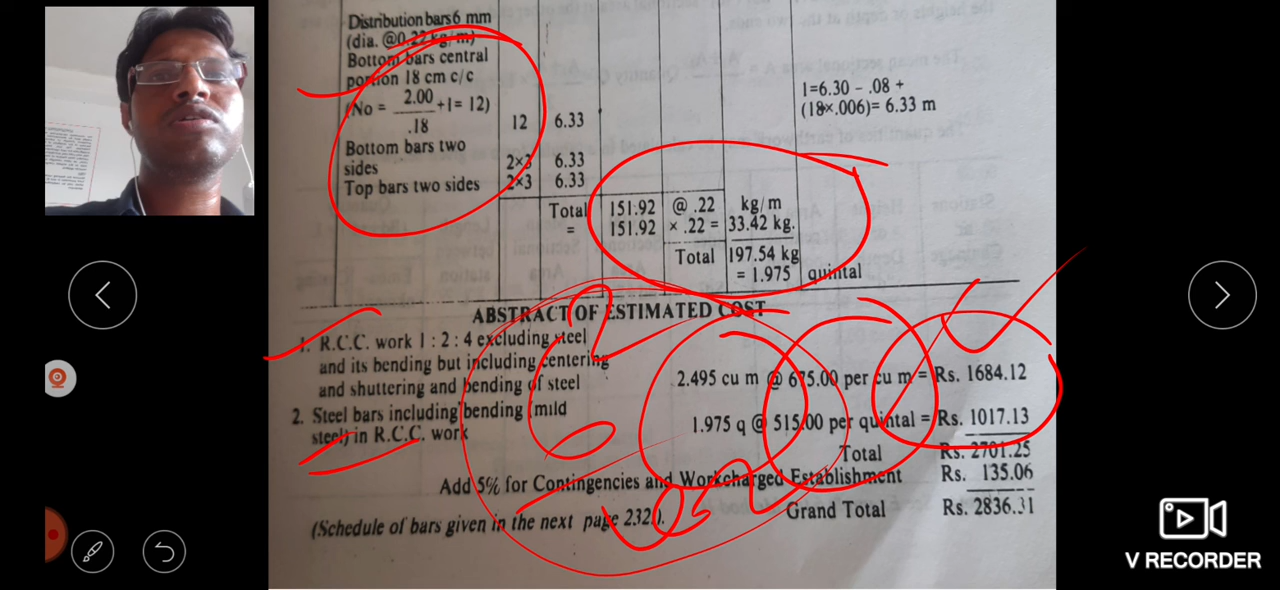 Distribution bars 6 mm
(dia. @0.22 kg/m)
Bottom bars central
portion 18 cm c/c
(No = 2.00 / .18 +1= 12) 12 6.33
1=6.30 - .08 +
(18×.006)= 6.33 m
Bottom bars two
sides 2×3 6.33
Top bars two sides 2×3 6.33
Total 151.92 @ .22 kg/m
= 151.92 × .22 = 33.42 kg.
Total 197.54 kg
= 1.975 quintal
ABSTRACT OF ESTIMATED COST
1. R.C.C. work 1 : 2 : 4 excluding steel
and its bending but including centering
and shuttering and bending of steel 2.495 cu m @ 675.00 per cu m = Rs. 1684.12
2. Steel bars including bending (mild
steel) in R.C.C. work 1.975 q @ 515.00 per quintal = Rs. 1017.13
Total Rs. 2701.25
Add 5% for Contingencies and Workcharged Establishment Rs. 135.06
Grand Total Rs. 2836.31
(Schedule of bars given in the next page 232).
V RECORDER